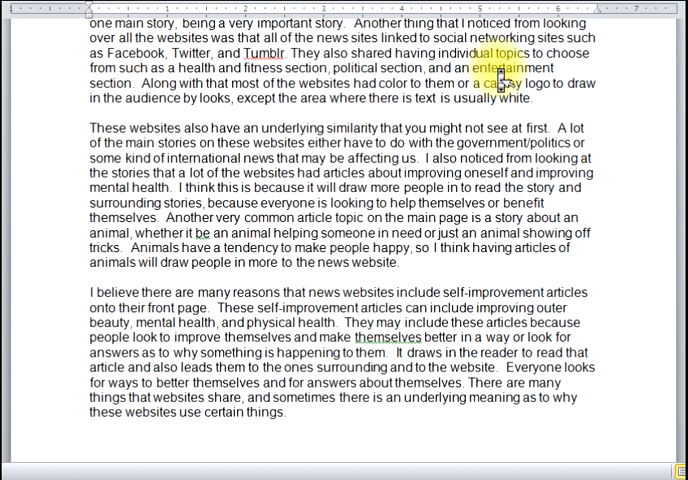 one main story, being a very important story. Another thing that I noticed from looking
over all the websites was that all of the news sites linked to social networking sites such
as Facebook, Twitter, and Tumblr. They also shared having individual topics to choose
from such as a health and fitness section, political section, and an entertainment
section. Along with that most of the websites had color to them or a catchy logo to draw
in the audience by looks, except the area where there is text is usually white.
These websites also have an underlying similarity that you might not see at first. A lot
of the main stories on these websites either have to do with the government/politics or
some kind of international news that may be affecting us. I also noticed from looking at
the stories that a lot of the websites had articles about improving oneself and improving
mental health. I think this is because it will draw more people in to read the story and
surrounding stories, because everyone is looking to help themselves or benefit
themselves. Another very common article topic on the main page is a story about an
animal, whether it be an animal helping someone in need or just an animal showing off
tricks. Animals have a tendency to make people happy, so I think having articles of
animals will draw people in more to the news website.
I believe there are many reasons that news websites include self-improvement articles
onto their front page. These self-improvement articles can include improving outer
beauty, mental health, and physical health. They may include these articles because
people look to improve themselves and make themselves better in a way or look for
answers as to why something is happening to them. It draws in the reader to read that
article and also leads them to the ones surrounding and to the website. Everyone looks
for ways to better themselves and for answers about themselves. There are many
things that websites share, and sometimes there is an underlying meaning as to why
these websites use certain things.